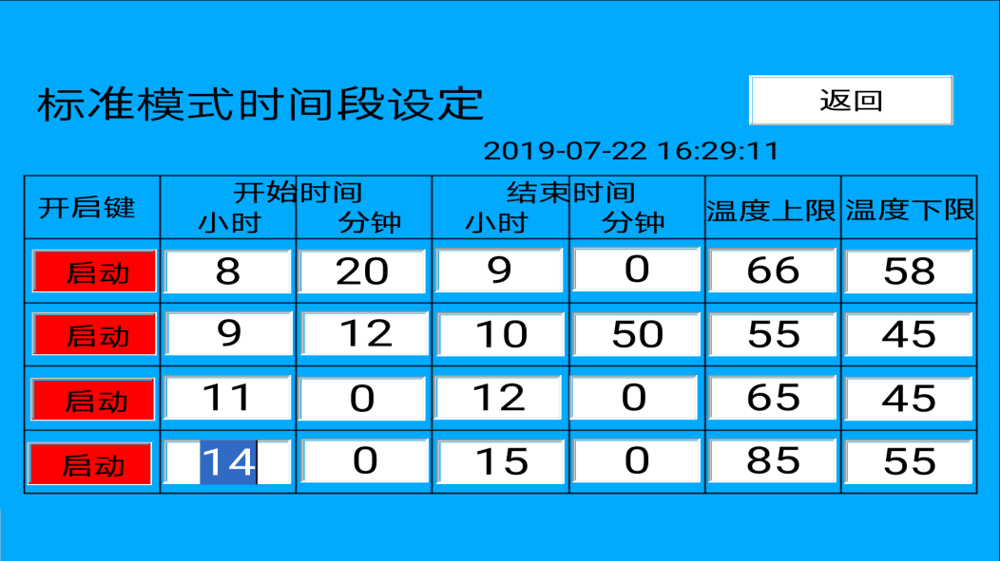 标准模式时间段设定
返回
2019-07-22 16:29:11
开启键 开始时间 结束时间 温度上限 温度下限
小时 分钟 小时 分钟
启动 8 20 9 0 66 58
启动 9 12 10 50 55 45
启动 11 0 12 0 65 45
启动 14 0 15 0 85 55